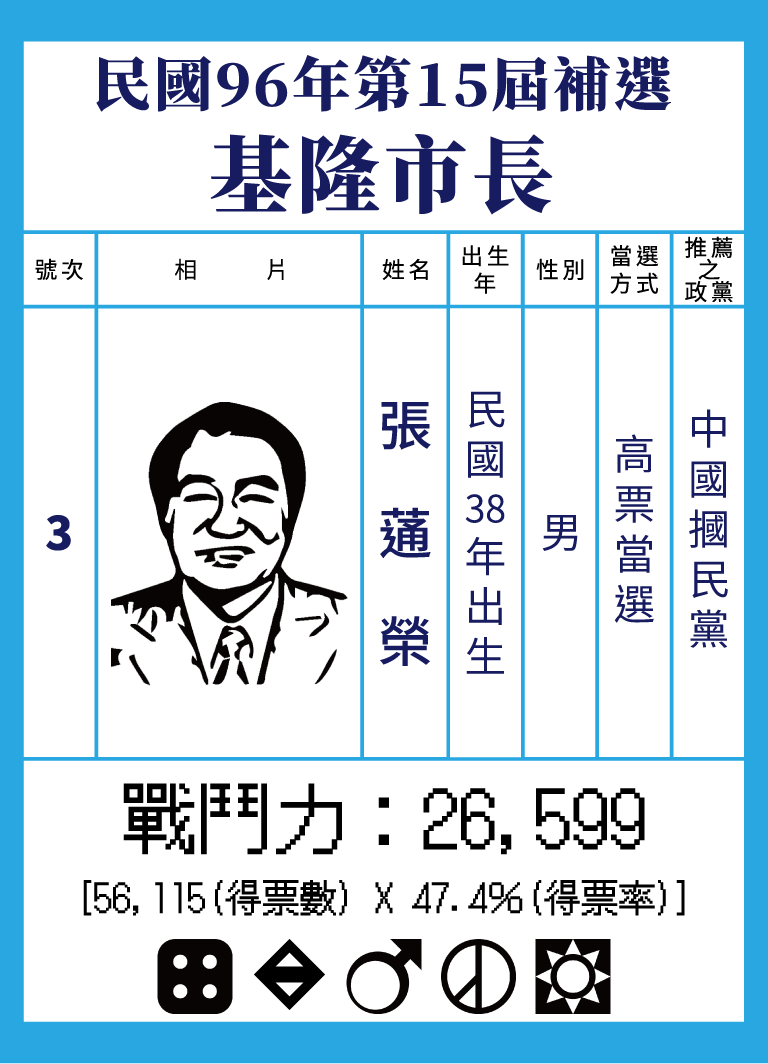 民國96年第15屆補選
基隆市長
號次
相片
姓名
出生
年
性別
當選
方式
推薦
之
政黨
3
張蓪榮
民國38年出生
男
高票當選
中國摑民黨
戰鬥力：26,599
[56,115(得票數) X 47.4%(得票率)]